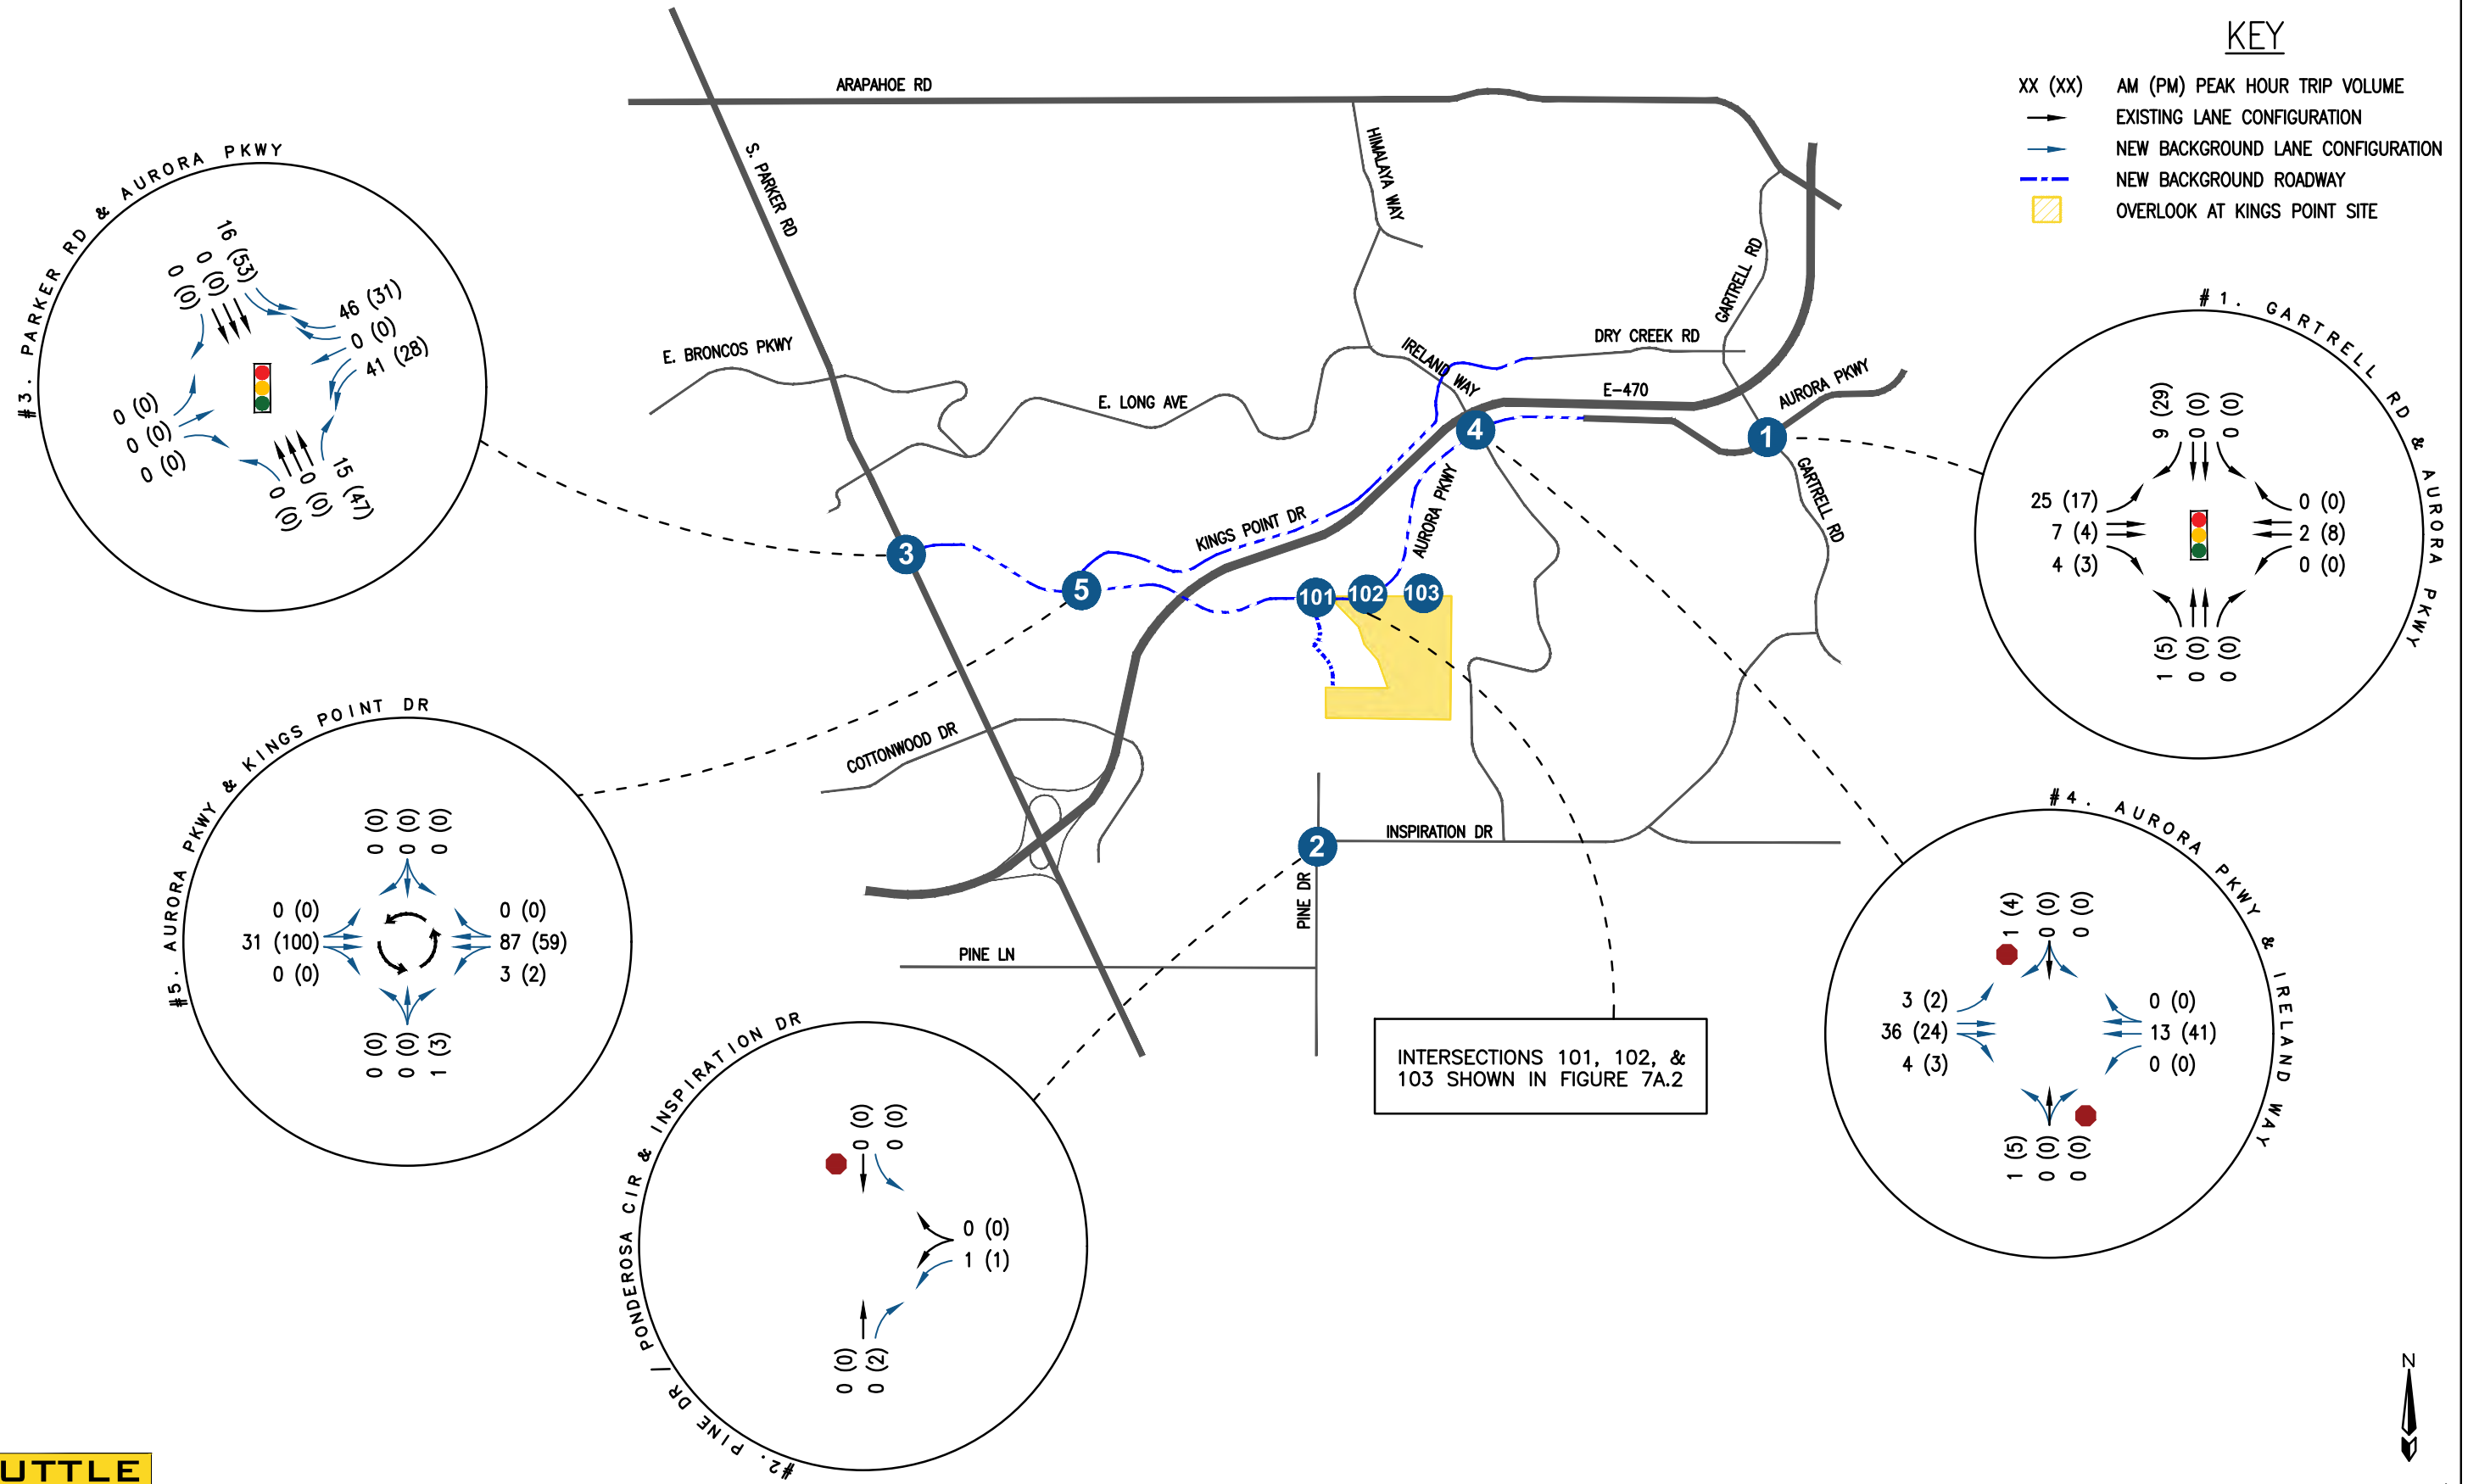 KEY
XX (XX) AM (PM) PEAK HOUR TRIP VOLUME
EXISTING LANE CONFIGURATION
NEW BACKGROUND LANE CONFIGURATION
NEW BACKGROUND ROADWAY
OVERLOOK AT KINGS POINT SITE
ARAPAHOE RD
S. PARKER RD
HIMALAYA WAY
GARTRELL RD
E. BRONCOS PKWY
E. LONG AVE
IRELAND WAY
DRY CREEK RD
E-470
AURORA PKWY
GARTRELL RD
KINGS POINT DR
AURORA PKWY
COTTONWOOD DR
INSPIRATION DR
PINE DR
PINE LN
1
2
3
4
5
101
102
103
#3. PARKER RD & AURORA PKWY
0 (0)
0 (0)
16 (53)
46 (31)
0 (0)
41 (28)
0 (0)
0 (0)
0 (0)
0 (0)
0 (0)
15 (47)
#1. GARTRELL RD & AURORA PKWY
9 (29)
0 (0)
0 (0)
25 (17)
7 (4)
4 (3)
0 (0)
2 (8)
0 (0)
1 (5)
0 (0)
0 (0)
#5. AURORA PKWY & KINGS POINT DR
0 (0)
0 (0)
0 (0)
0 (0)
31 (100)
0 (0)
0 (0)
87 (59)
3 (2)
0 (0)
0 (0)
1 (3)
#4. AURORA PKWY & IRELAND WAY
1 (4)
0 (0)
0 (0)
3 (2)
36 (24)
4 (3)
0 (0)
13 (41)
0 (0)
1 (5)
0 (0)
0 (0)
#2. PINE DR / PONDEROSA CIR & INSPIRATION DR
0 (0)
0 (0)
0 (0)
1 (1)
0 (0)
0 (2)
INTERSECTIONS 101, 102, &
103 SHOWN IN FIGURE 7A.2
N
UTTLE